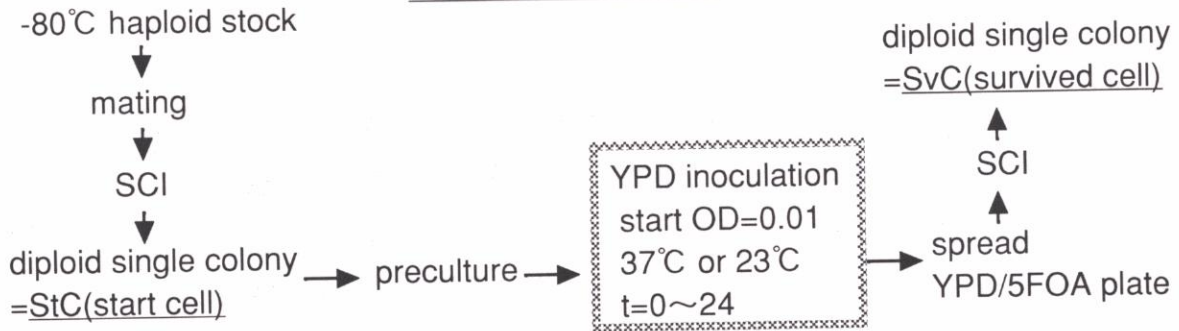 -80℃ haploid stock
mating
SCI
diploid single colony
=StC(start cell)
preculture
YPD inoculation
start OD=0.01
37℃ or 23℃
t=0～24
spread
YPD/5FOA plate
SCI
diploid single colony
=SvC(survived cell)